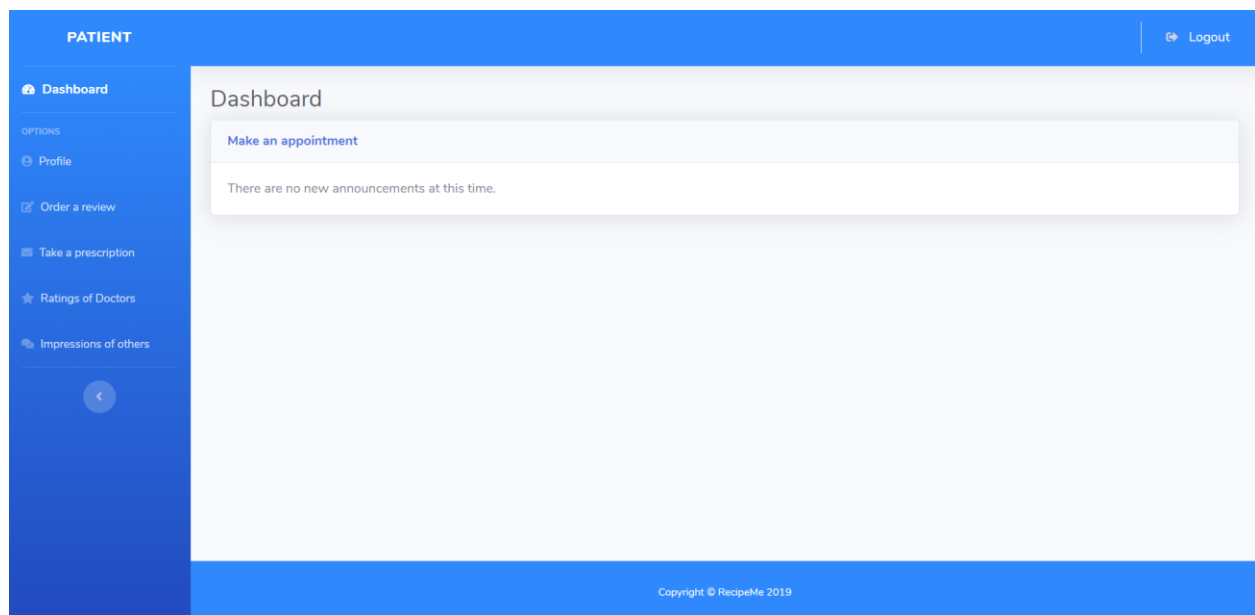 PATIENT
Logout
Dashboard
OPTIONS
Profile
Order a review
Take a prescription
Ratings of Doctors
Impressions of others
Dashboard
Make an appointment
There are no new announcements at this time.
Copyright © RecipeMe 2019